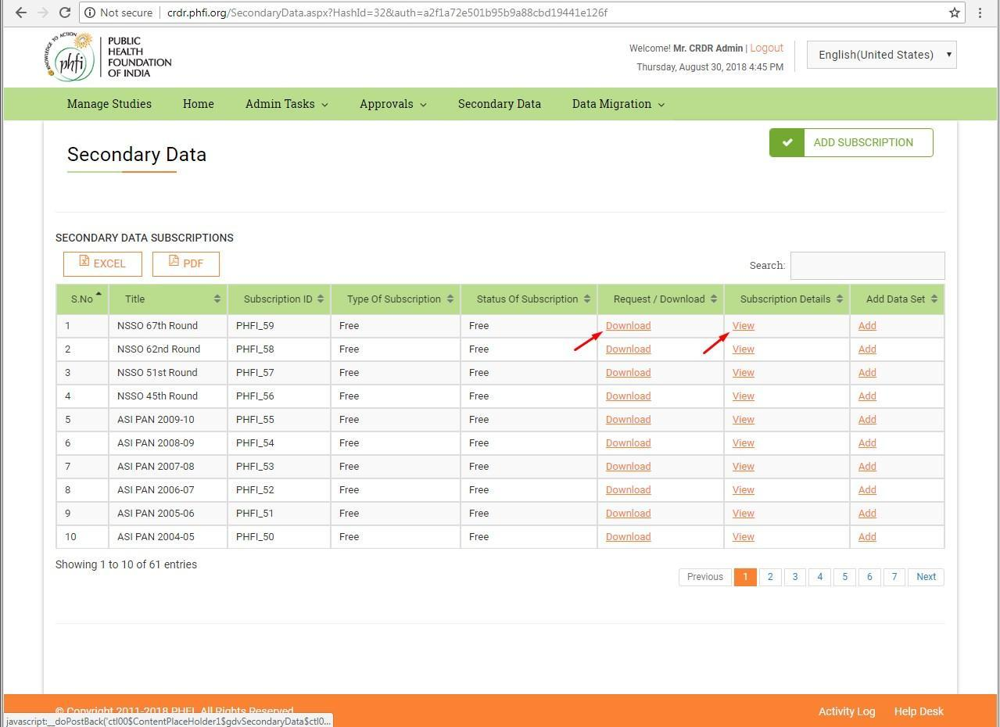 Not secure | crdr.phfi.org/SecondaryData.aspx?HashId=32&auth=a2f1a72e501b95b9a88cbd19441e126f
KNOWLEDGE TO ACTION
phfi
PUBLIC
HEALTH
FOUNDATION
OF INDIA
Welcome! Mr. CRDR Admin | Logout
Thursday, August 30, 2018 4:45 PM
English(United States)
Manage Studies Home Admin Tasks Approvals Secondary Data Data Migration
Secondary Data
ADD SUBSCRIPTION
SECONDARY DATA SUBSCRIPTIONS
EXCEL PDF
Search:
S.No Title Subscription ID Type Of Subscription Status Of Subscription Request / Download Subscription Details Add Data Set
1 NSSO 67th Round PHFI_59 Free Free Download View Add
2 NSSO 62nd Round PHFI_58 Free Free Download View Add
3 NSSO 51st Round PHFI_57 Free Free Download View Add
4 NSSO 45th Round PHFI_56 Free Free Download View Add
5 ASI PAN 2009-10 PHFI_55 Free Free Download View Add
6 ASI PAN 2008-09 PHFI_54 Free Free Download View Add
7 ASI PAN 2007-08 PHFI_53 Free Free Download View Add
8 ASI PAN 2006-07 PHFI_52 Free Free Download View Add
9 ASI PAN 2005-06 PHFI_51 Free Free Download View Add
10 ASI PAN 2004-05 PHFI_50 Free Free Download View Add
Showing 1 to 10 of 61 entries
Previous 1 2 3 4 5 6 7 Next
© Copyright 2011-2018 PHFI. All Rights Reserved
Activity Log Help Desk
javascript:__doPostBack('ctl00$ContentPlaceHolder1$gdvSecondaryData$ctl0...